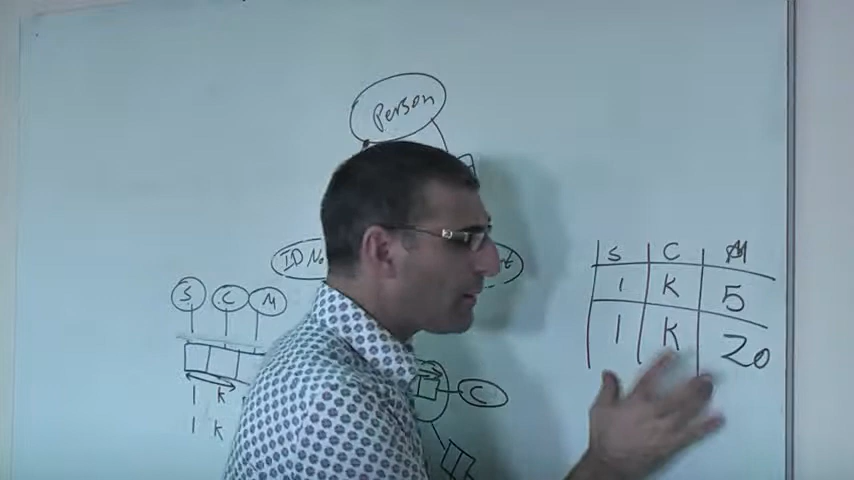 Person
ID No
S C M
1 K
1 K
C
S C M
1 K 5
1 K 20